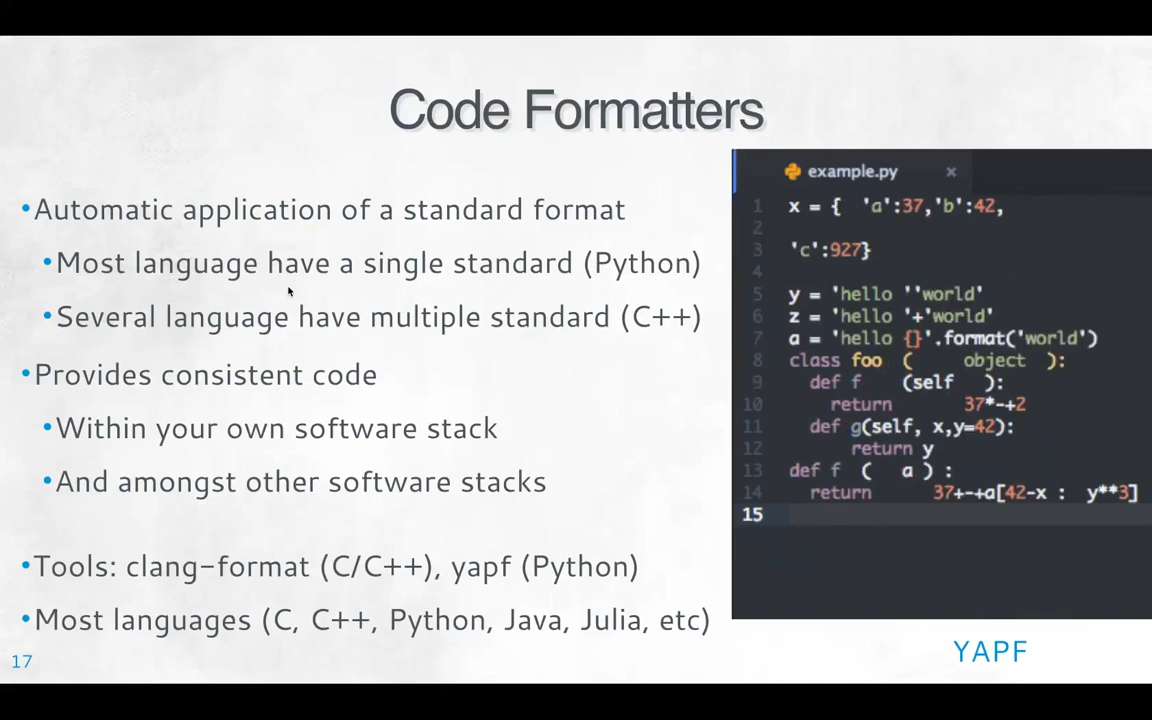 Code Formatters
•Automatic application of a standard format
•Most language have a single standard (Python)
•Several language have multiple standard (C++)
•Provides consistent code
•Within your own software stack
•And amongst other software stacks
•Tools: clang-format (C/C++), yapf (Python)
•Most languages (C, C++, Python, Java, Julia, etc)
17
example.py ×
1 x = {  'a':37,'b':42,
2
3 'c':927}
4
5 y = 'hello ''world'
6 z = 'hello '+'world'
7 a = 'hello {}'.format('world')
8 class foo  (     object  ):
9   def f    (self   ):
10     return       37*-+2
11   def g(self, x,y=42):
12       return y
13 def f  (   a ) :
14   return      37+-+a[42-x :  y**3]
15
YAPF